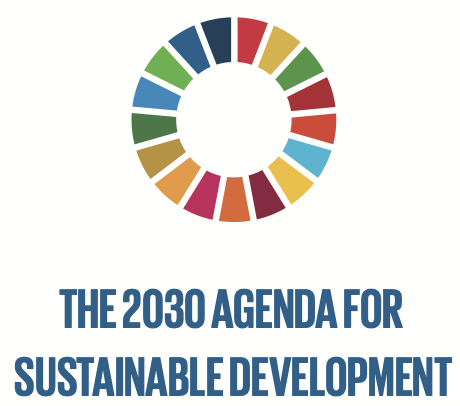 THE 2030 AGENDA FOR
SUSTAINABLE DEVELOPMENT